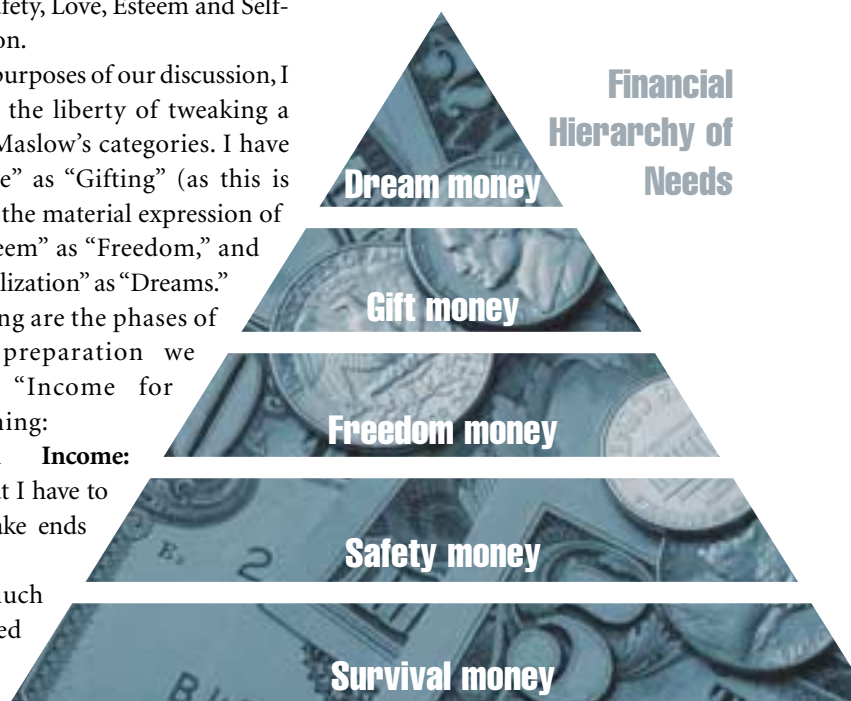 afety, Love, Esteem and Self-
on.
purposes of our discussion, I
the liberty of tweaking a
Maslow's categories. I have
e” as “Gifting” (as this is
the material expression of
eem” as “Freedom,” and
lization” as “Dreams.”
ng are the phases of
preparation we
“Income for
ning:
Income:
t I have to
ake ends
nuch
ed
Financial
Hierarchy of
Needs
Dream money
Gift money
Freedom money
Safety money
Survival money
2